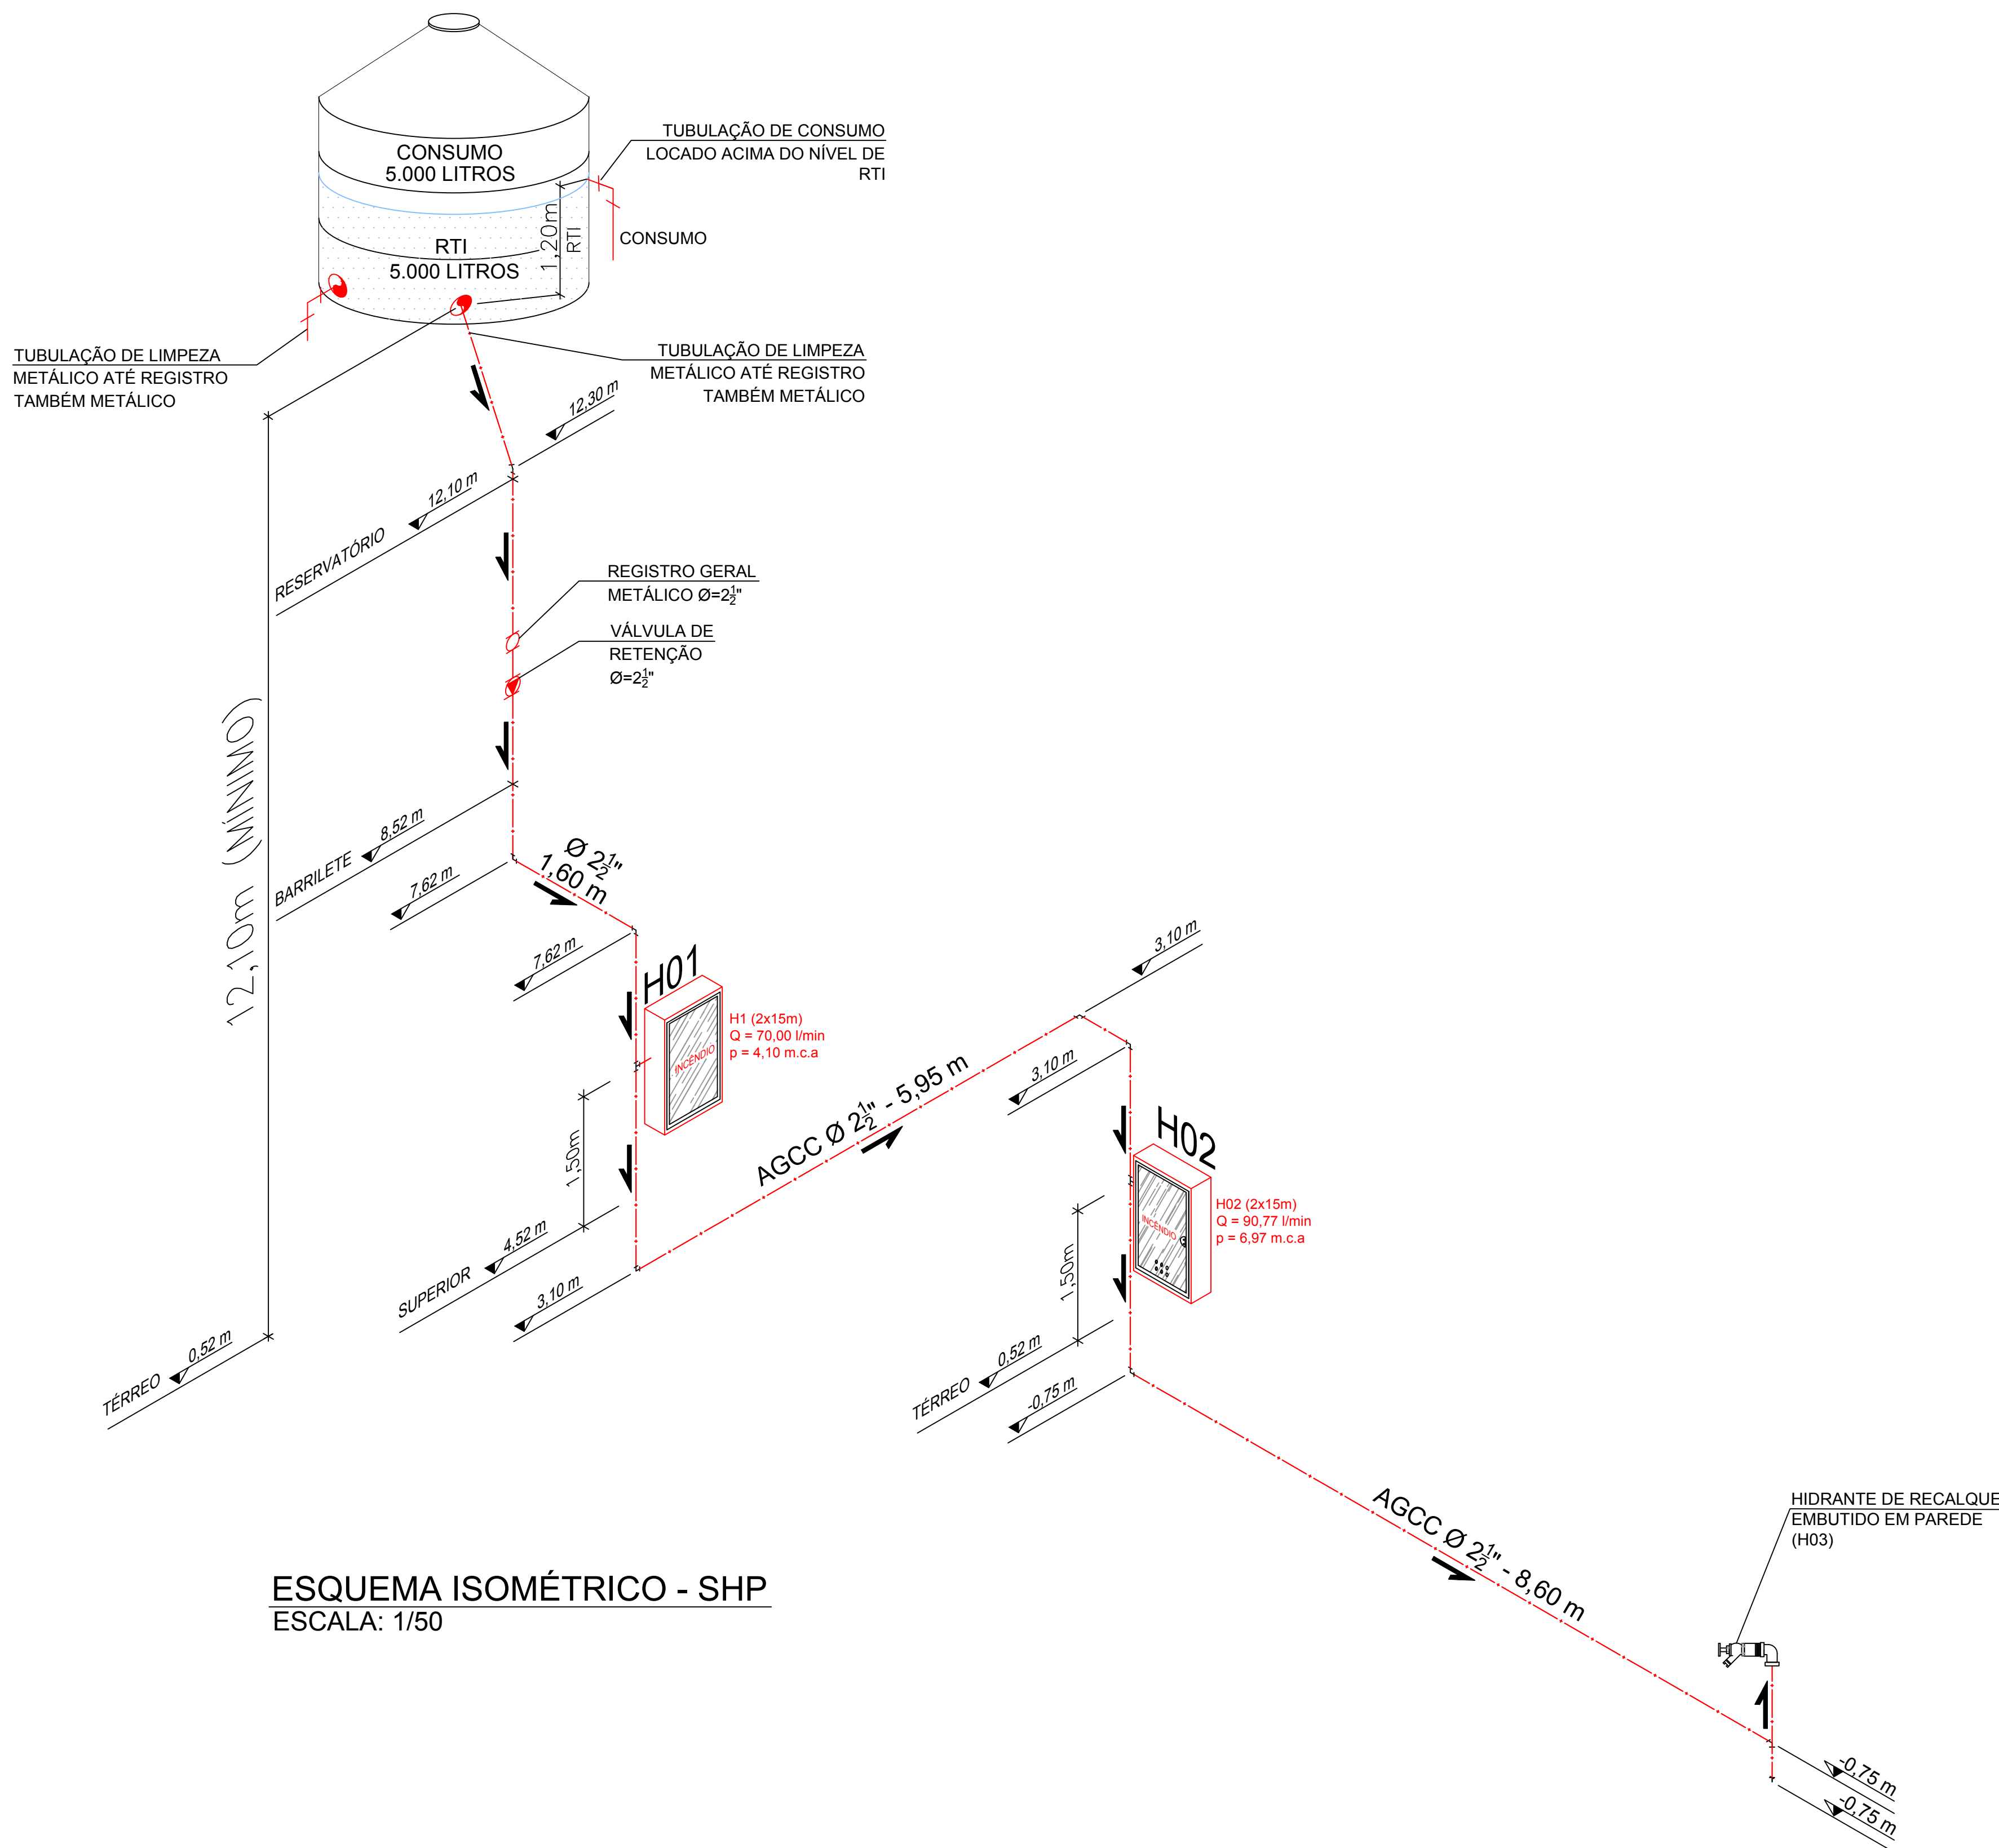 CONSUMO
5.000 LITROS
RTI
5.000 LITROS
1,20m
RTI
TUBULAÇÃO DE CONSUMO
LOCADO ACIMA DO NÍVEL DE
RTI
CONSUMO
TUBULAÇÃO DE LIMPEZA
METÁLICO ATÉ REGISTRO
TAMBÉM METÁLICO
TUBULAÇÃO DE LIMPEZA
METÁLICO ATÉ REGISTRO
TAMBÉM METÁLICO
12,30 m
RESERVATÓRIO 12,10 m
REGISTRO GERAL
METÁLICO Ø=2½"
VÁLVULA DE
RETENÇÃO
Ø=2½"
12,10m (MÍNIMO)
BARRILETE 8,52 m
7,62 m
Ø 2½"
1,60 m
7,62 m
H01
INCÊNDIO
H1 (2x15m)
Q = 70,00 l/min
p = 4,10 m.c.a
1,50m
SUPERIOR 4,52 m
3,10 m
AGCC Ø 2½" - 5,95 m
3,10 m
3,10 m
H02
INCÊNDIO
H02 (2x15m)
Q = 90,77 l/min
p = 6,97 m.c.a
1,50m
TÉRREO 0,52 m
TÉRREO 0,52 m
-0,75 m
AGCC Ø 2½" - 8,60 m
HIDRANTE DE RECALQUE
EMBUTIDO EM PAREDE
(H03)
-0,75 m
-0,75 m
ESQUEMA ISOMÉTRICO - SHP
ESCALA: 1/50